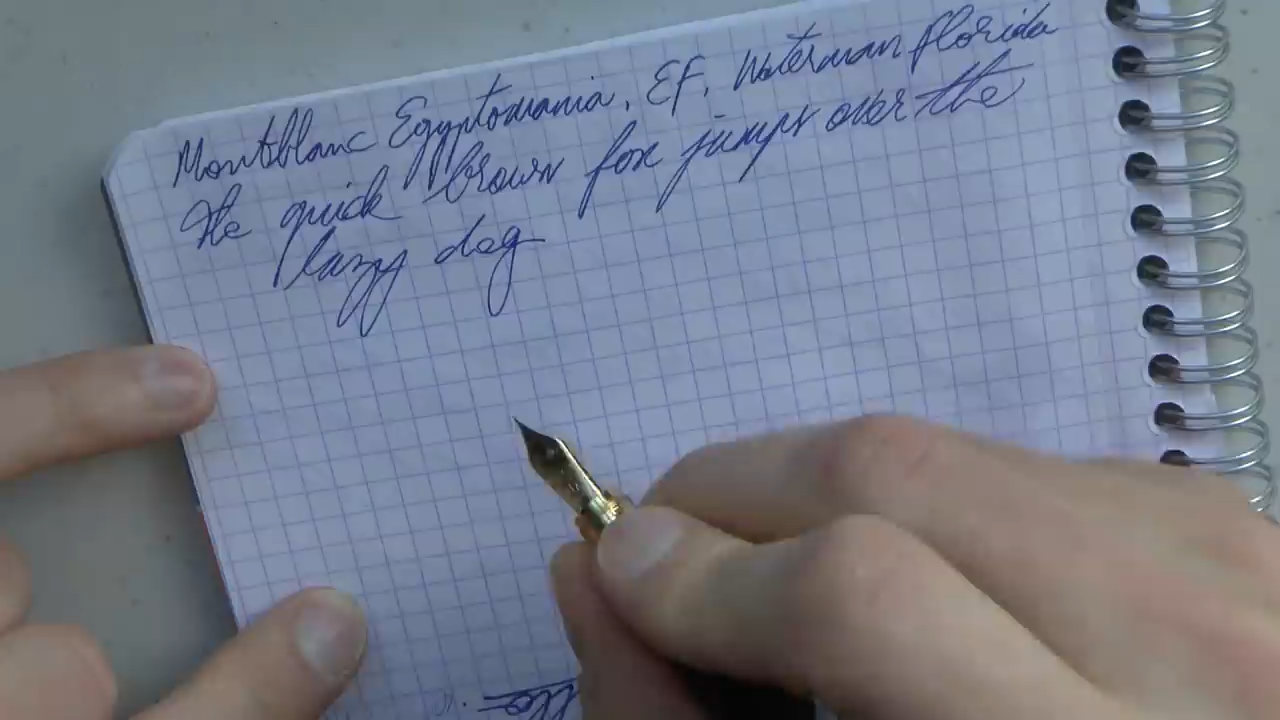 Montblanc Egyptomania, EF, Waterman Florida
the quick brown fox jumps over the
lazy dog